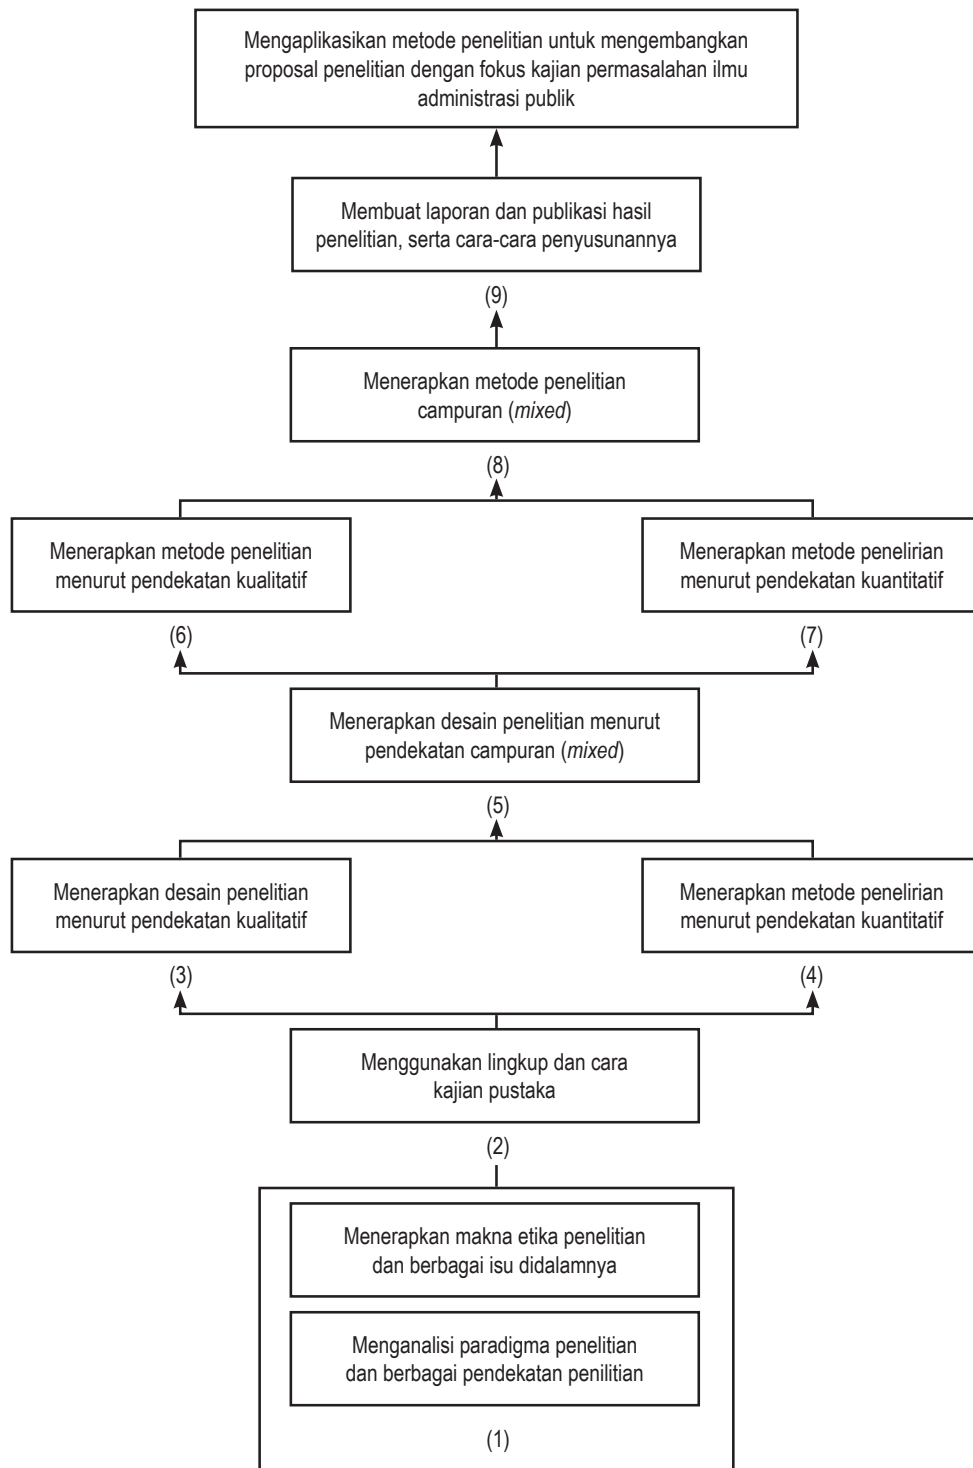 Mengaplikasikan metode penelitian untuk mengembangkan
proposal penelitian dengan fokus kajian permasalahan ilmu
administrasi publik
Membuat laporan dan publikasi hasil
penelitian, serta cara-cara penyusunannya
(9)
Menerapkan metode penelitian
campuran (mixed)
(8)
Menerapkan metode penelitian
menurut pendekatan kualitatif
Menerapkan metode penelirian
menurut pendekatan kuantitatif
(6)
(7)
Menerapkan desain penelitian menurut
pendekatan campuran (mixed)
(5)
Menerapkan desain penelitian
menurut pendekatan kualitatif
Menerapkan metode penelirian
menurut pendekatan kuantitatif
(3)
(4)
Menggunakan lingkup dan cara
kajian pustaka
(2)
Menerapkan makna etika penelitian
dan berbagai isu didalamnya
Menganalisi paradigma penelitian
dan berbagai pendekatan penilitian
(1)